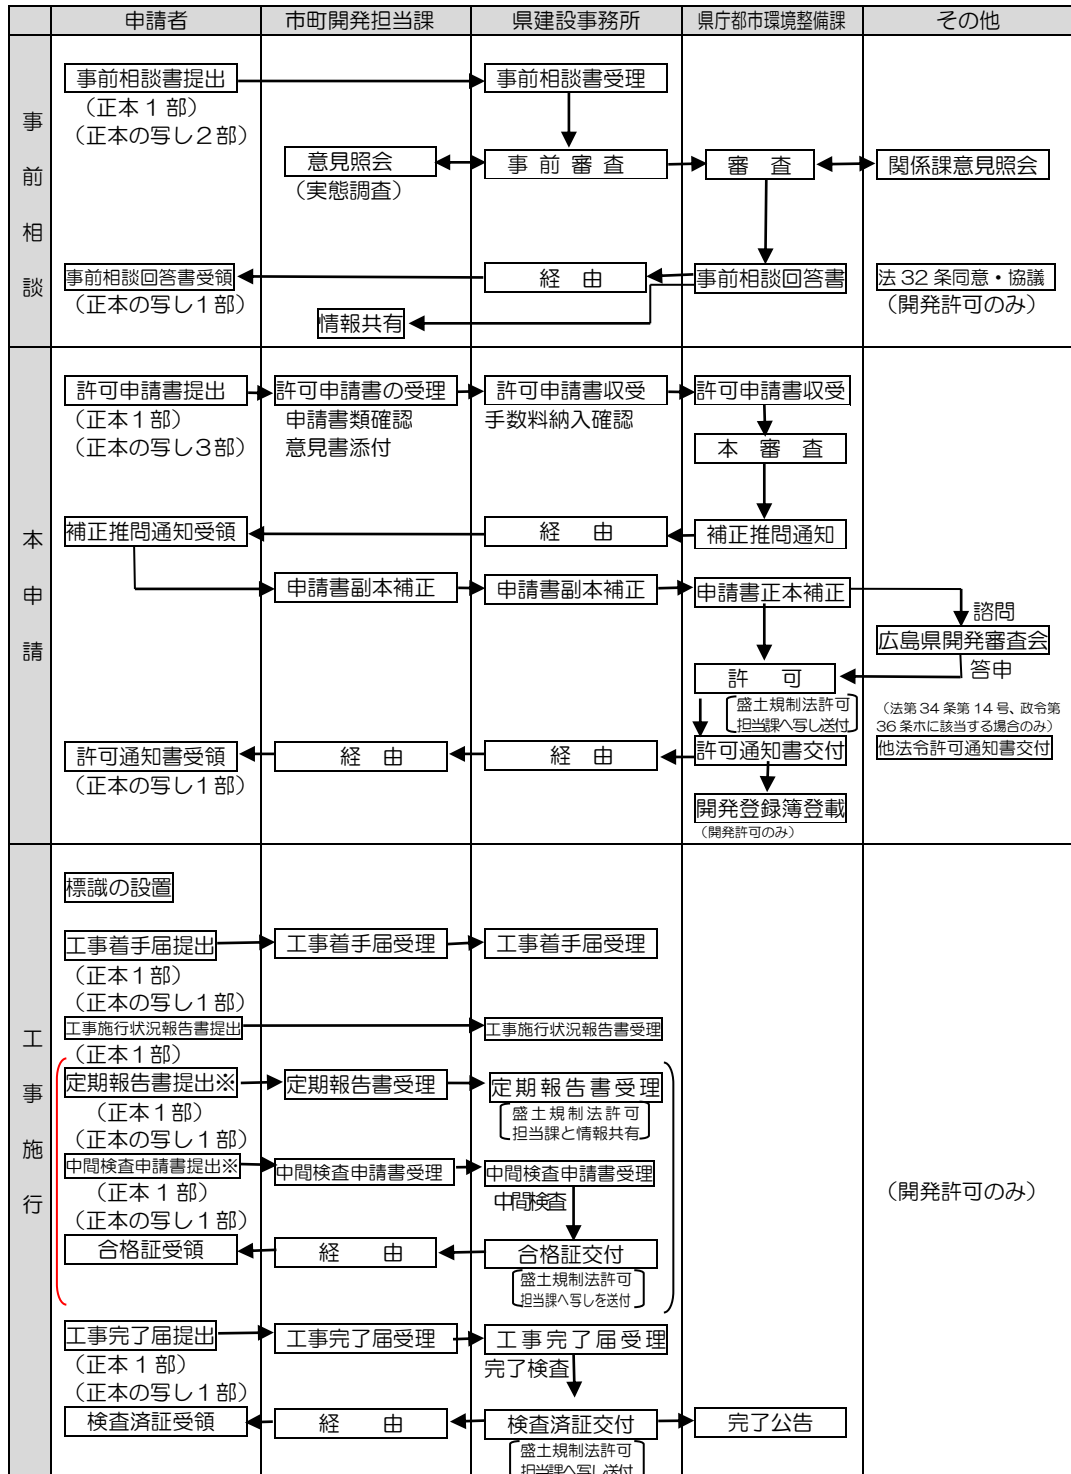 申請者 市町開発担当課 県建設事務所 県庁都市環境整備課 その他
事前相談
事前相談書提出 事前相談書受理
（正本１部）
（正本の写し２部）
意見照会 事前審査 審査 関係課意見照会
（実態調査）
事前相談回答書受領 経由 事前相談回答書 法32条同意・協議
（正本の写し１部） （開発許可のみ）
情報共有
本申請
許可申請書提出 許可申請書の受理 許可申請書収受 許可申請書収受
（正本１部） 申請書類確認 手数料納入確認
（正本の写し３部） 意見書添付 本審査
補正推問通知受領 経由 補正推問通知
申請書副本補正 申請書副本補正 申請書正本補正
諮問
広島県開発審査会
許可 答申
盛土規制法許可 （法第34条第14号、政令第
担当課へ写し送付 36条ホに該当する場合のみ）
許可通知書受領 経由 経由 許可通知書交付 他法令許可通知書交付
（正本の写し１部）
開発登録簿登載
（開発許可のみ）
工事施行
標識の設置
工事着手届提出 工事着手届受理 工事着手届受理
（正本１部）
（正本の写し１部）
工事施行状況報告書提出 工事施行状況報告書受理
（正本１部）
定期報告書提出※ 定期報告書受理 定期報告書受理
（正本１部） 盛土規制法許可
（正本の写し１部） 担当課と情報共有
中間検査申請書提出※ 中間検査申請書受理 中間検査申請書受理
（正本１部） 中間検査 （開発許可のみ）
（正本の写し１部）
合格証受領 経由 合格証交付
盛土規制法許可
担当課へ写しを送付
工事完了届提出 工事完了届受理 工事完了届受理
（正本１部） 完了検査
（正本の写し１部）
検査済証受領 経由 検査済証交付 完了公告
盛土規制法許可
担当課へ写し送付